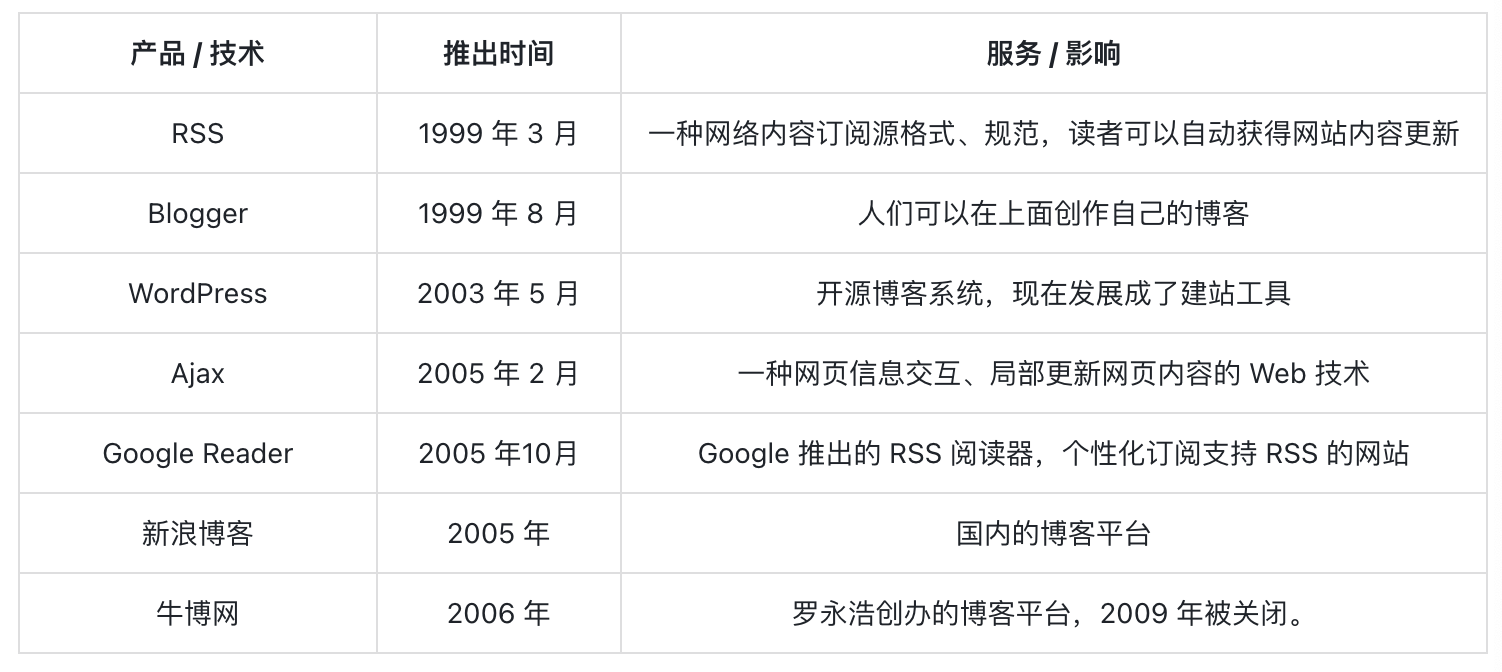 产品 / 技术 推出时间 服务 / 影响
RSS 1999 年 3 月 一种网络内容订阅源格式、规范，读者可以自动获得网站内容更新
Blogger 1999 年 8 月 人们可以在上面创作自己的博客
WordPress 2003 年 5 月 开源博客系统，现在发展成了建站工具
Ajax 2005 年 2 月 一种网页信息交互、局部更新网页内容的 Web 技术
Google Reader 2005 年10月 Google 推出的 RSS 阅读器，个性化订阅支持 RSS 的网站
新浪博客 2005 年 国内的博客平台
牛博网 2006 年 罗永浩创办的博客平台，2009 年被关闭。